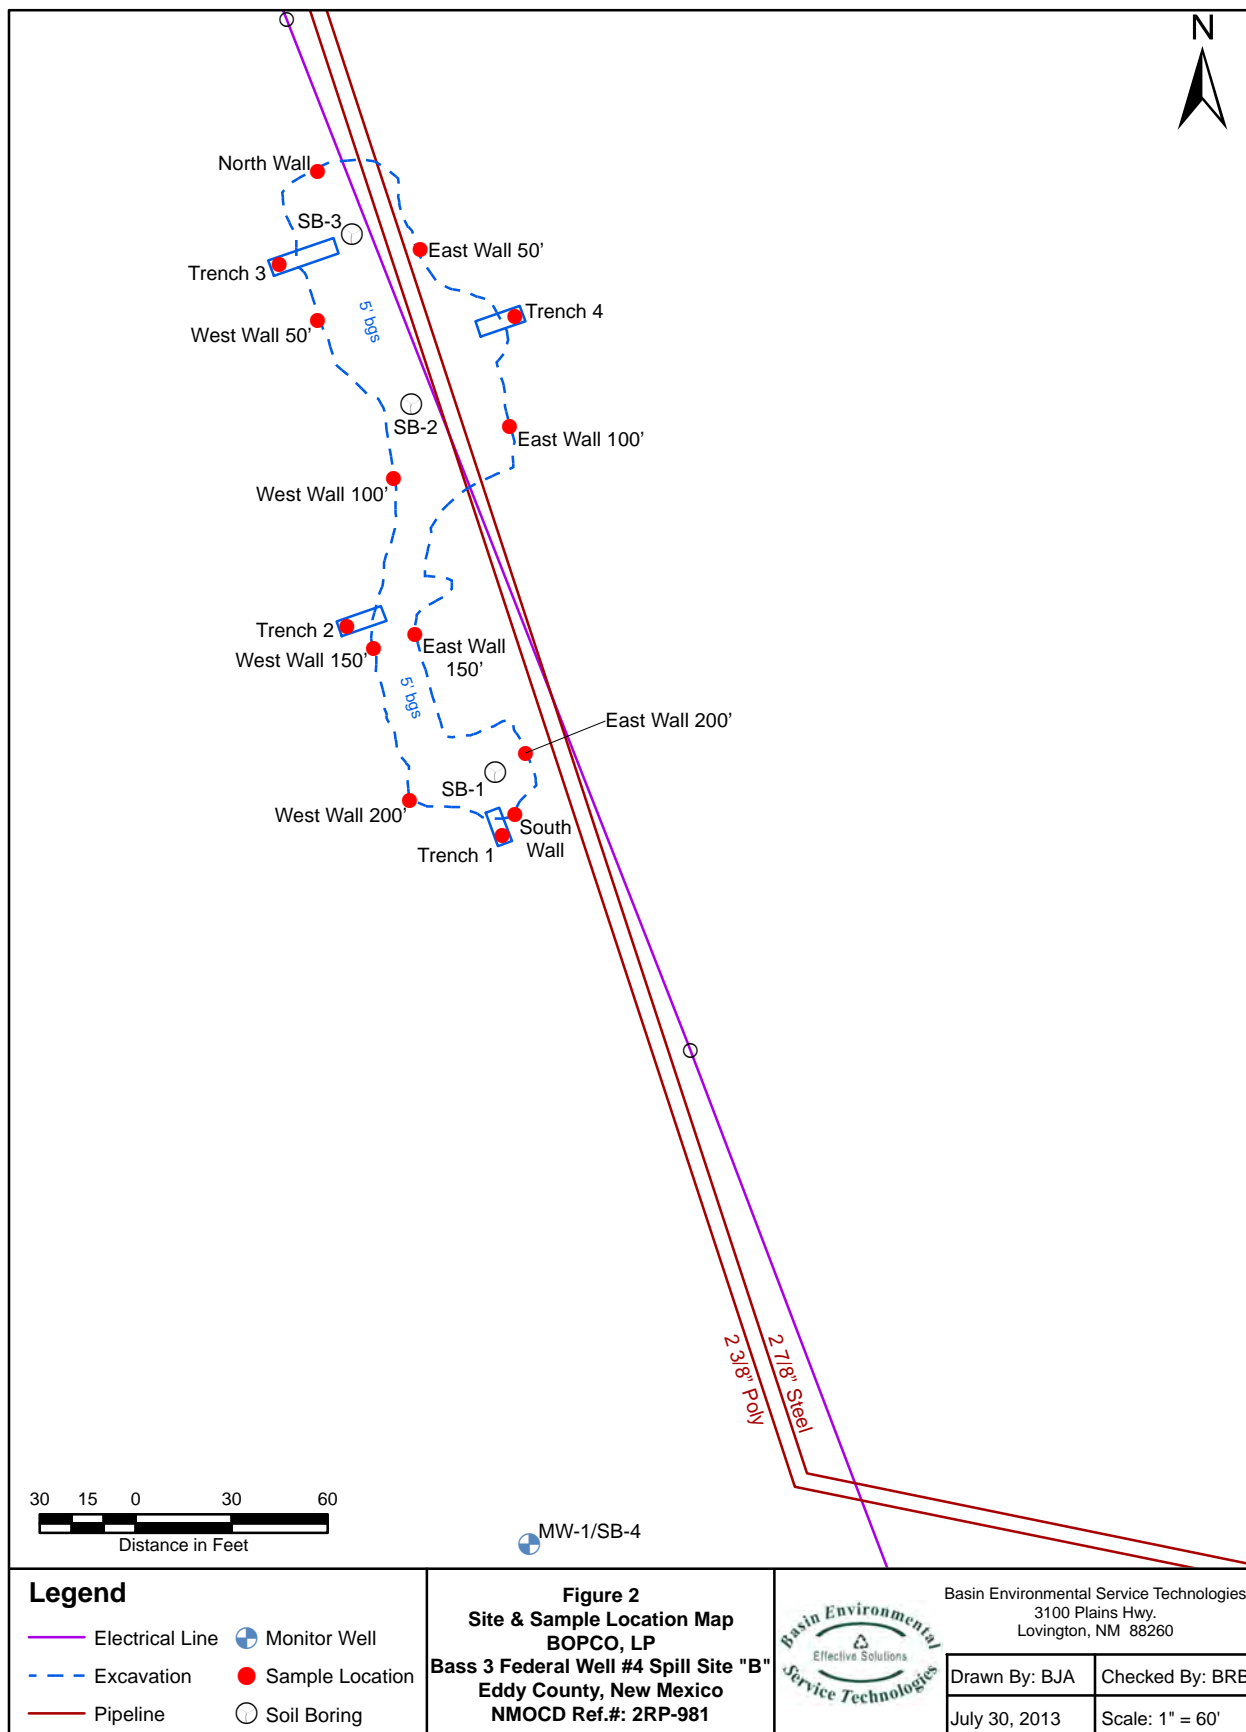 N
North Wall
SB-3
East Wall 50'
Trench 3
5' bgs
Trench 4
West Wall 50'
SB-2
East Wall 100'
West Wall 100'
Trench 2
East Wall
150'
West Wall 150'
5' bgs
East Wall 200'
SB-1
West Wall 200'
South
Wall
Trench 1
2 3/8" Poly
2 7/8" Steel
30 15 0 30 60
Distance in Feet
MW-1/SB-4
Legend
Electrical Line
Monitor Well
Excavation
Sample Location
Pipeline
Soil Boring
Figure 2
Site & Sample Location Map
BOPCO, LP
Bass 3 Federal Well #4 Spill Site "B"
Eddy County, New Mexico
NMOCD Ref.#: 2RP-981
Basin Environmental
Effective Solutions
Service Technologies
Basin Environmental Service Technologies
3100 Plains Hwy.
Lovington, NM 88260
Drawn By: BJA
Checked By: BRB
July 30, 2013
Scale: 1" = 60'